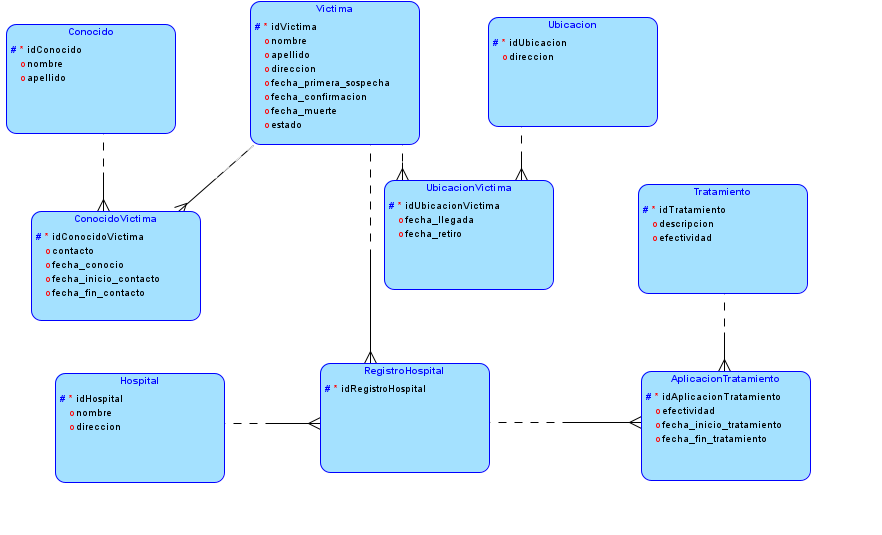 Conocido
# * idConocido
o nombre
o apellido
Victima
# * idVictima
o nombre
o apellido
o direccion
o fecha_primera_sospecha
o fecha_confirmacion
o fecha_muerte
o estado
Ubicacion
# * idUbicacion
o direccion
ConocidoVictima
# * idConocidoVictima
o contacto
o fecha_conocio
o fecha_inicio_contacto
o fecha_fin_contacto
UbicacionVictima
# * idUbicacionVictima
o fecha_llegada
o fecha_retiro
Tratamiento
# * idTratamiento
o descripcion
o efectividad
Hospital
# * idHospital
o nombre
o direccion
RegistroHospital
# * idRegistroHospital
AplicacionTratamiento
# * idAplicacionTratamiento
o efectividad
o fecha_inicio_tratamiento
o fecha_fin_tratamiento